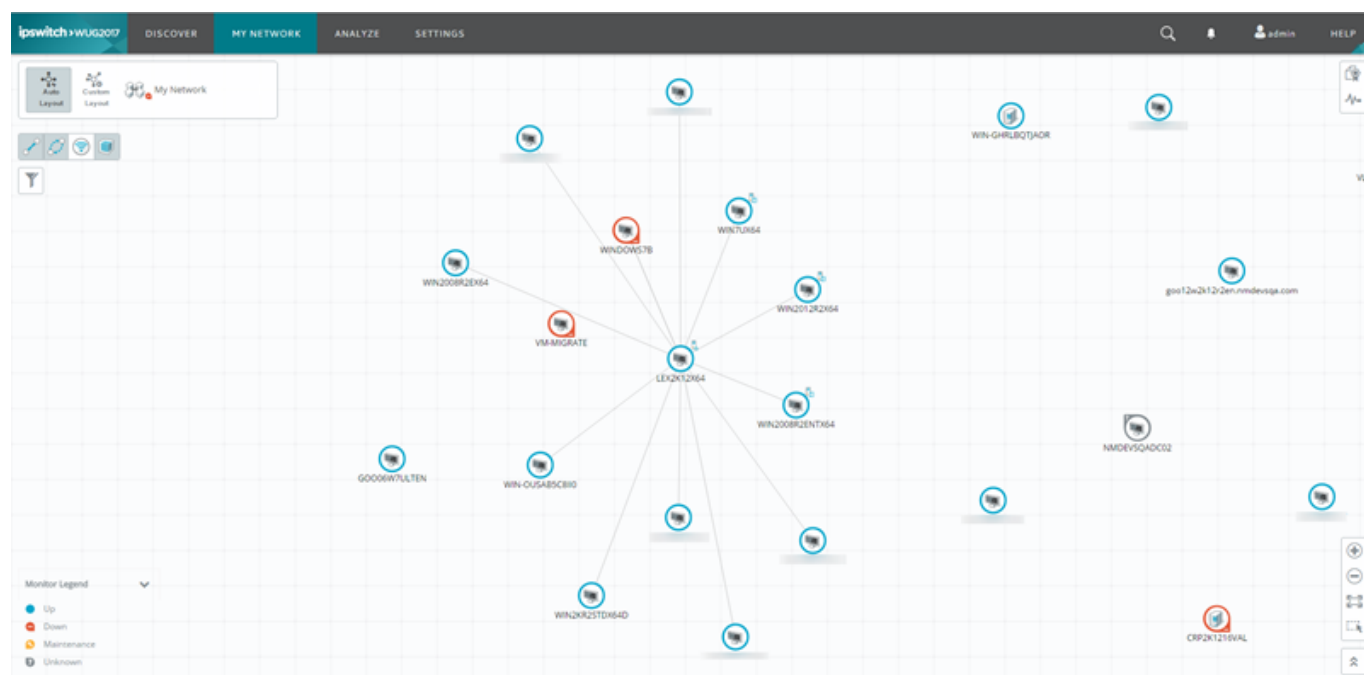 ipswitch > WUG2017 DISCOVER MY NETWORK ANALYZE SETTINGS admin HELP
Auto Layout
Custom Layout
My Network
WIN-GHRLBQTJAOR
WIN7UX64
WINDOWS7B
WIN2008R2EX64
goo12w2k12r2en.nmdevsqa.com
WIN2012R2X64
VM-MIGRATE
LEX2K12X64
WIN2008R2ENTX64
NMDEVSQADC02
GOO06W7ULTEN
WIN-OUSAB5C8II0
Monitor Legend
Up
WIN2KR2STDX64D
Down
CRP2K1216VAL
Maintenance
Unknown